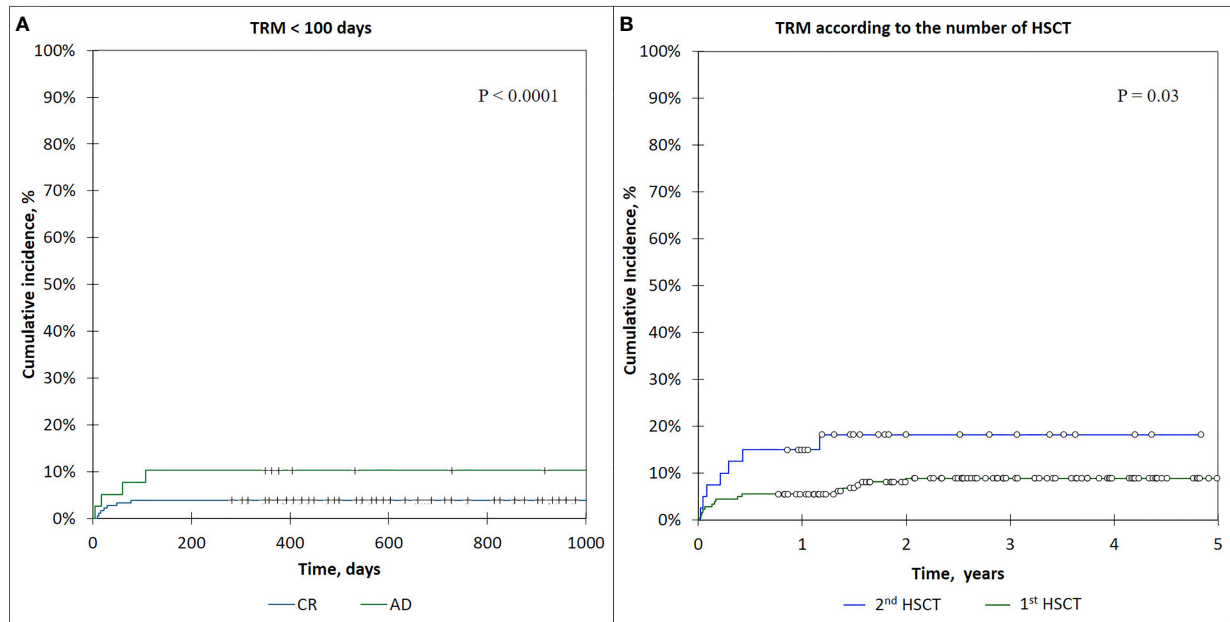 A
TRM < 100 days
100%
90%
80%
70%
60%
50%
40%
30%
20%
10%
0%
Cumulative incidence, %
P < 0.0001
0 200 400 600 800 1000
Time, days
CR AD
B
TRM according to the number of HSCT
100%
90%
80%
70%
60%
50%
40%
30%
20%
10%
0%
Cumulative Incidence, %
P = 0.03
0 1 2 3 4 5
Time, years
2nd HSCT 1st HSCT